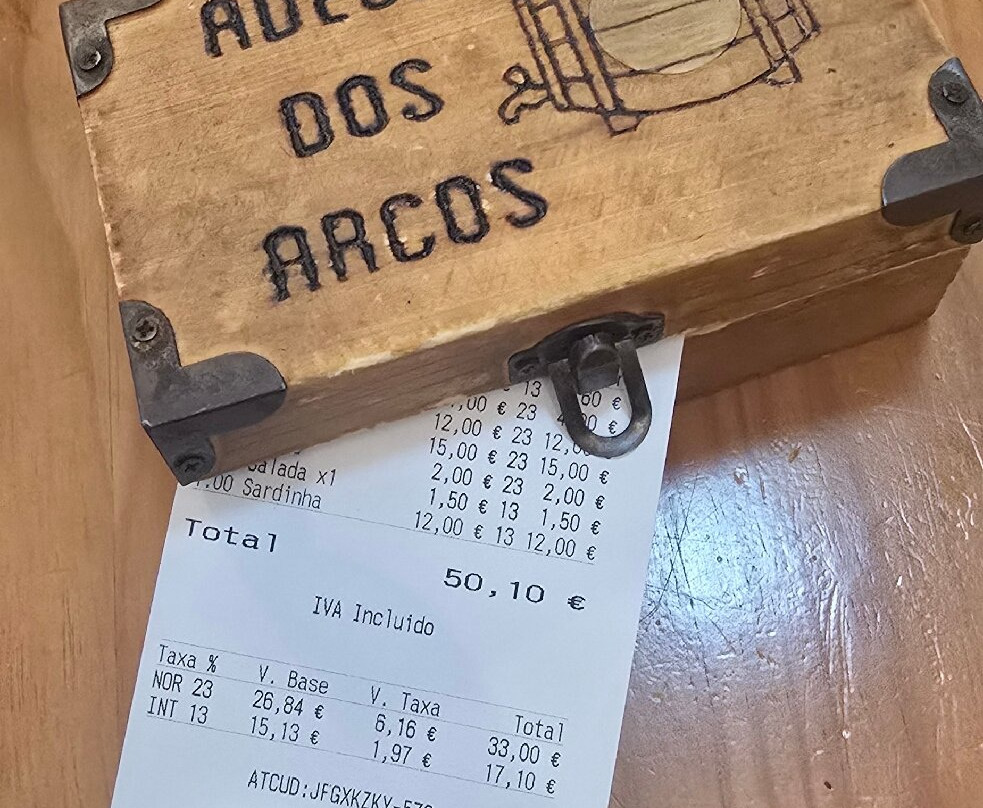 DOS
ARCOS
€ 13
€ 23
12,00 € 23
15,00 € 23 15,00 €
2,00 € 23 2,00 €
Salada x1 1,50 € 13 1,50 €
Sardinha 12,00 € 13 12,00 €
Total
50,10 €
IVA Incluido
Taxa % V. Base V. Taxa Total
NOR 23 26,84 € 6,16 € 33,00 €
INT 13 15,13 € 1,97 € 17,10 €